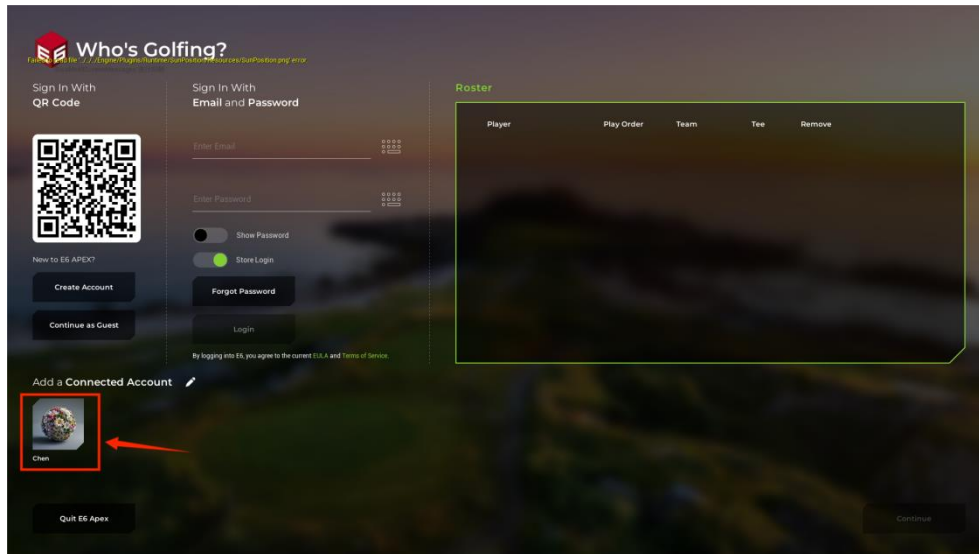 E6 Who's Golfing?
Sign In With
QR Code
New to E6 APEX?
Create Account
Continue as Guest
Sign In With
Email and Password
Enter Email
Enter Password
Show Password
Store Login
Forgot Password
Login
By logging into E6, you agree to the current EULA and Terms of Service.
Roster
Player Play Order Team Tee Remove
Add a Connected Account
Chen
Quit E6 Apex
Continue